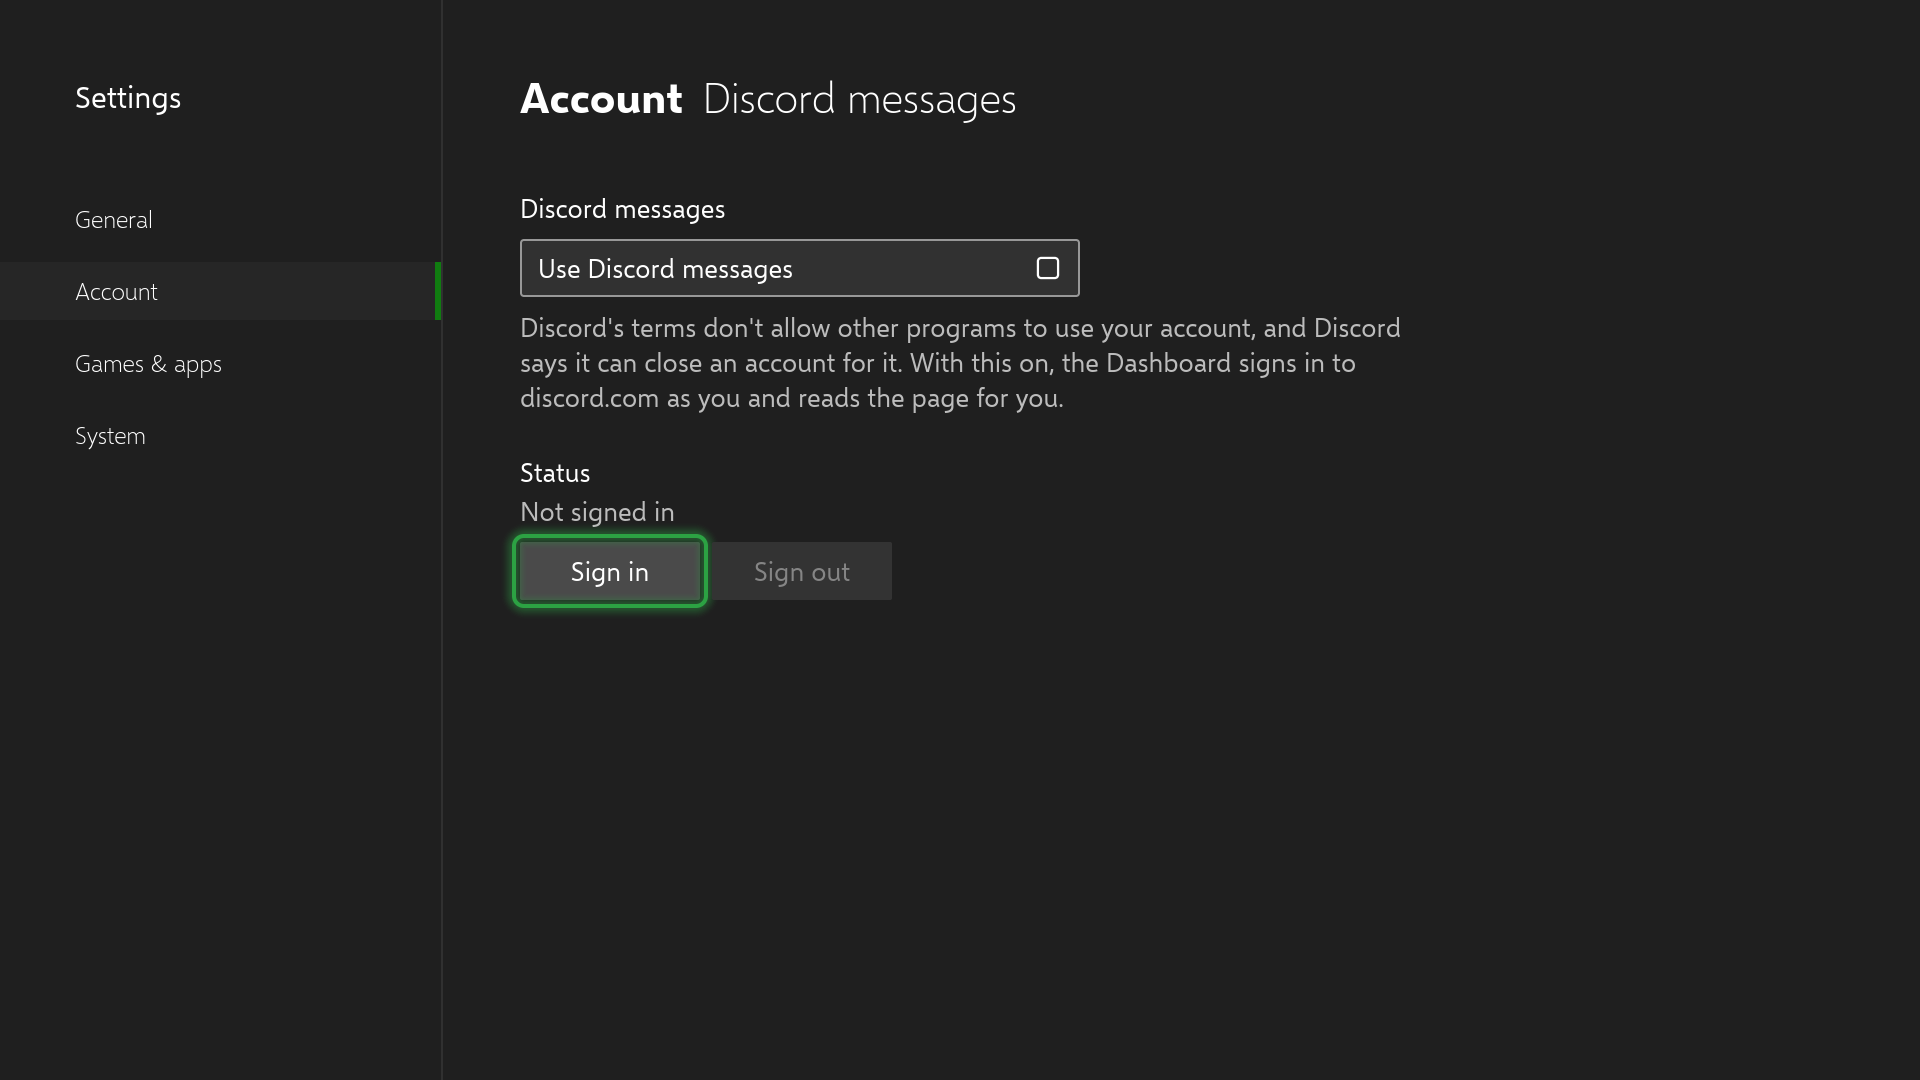 Settings
General
Account
Games & apps
System
Account Discord messages
Discord messages
Use Discord messages
Discord's terms don't allow other programs to use your account, and Discord
says it can close an account for it. With this on, the Dashboard signs in to
discord.com as you and reads the page for you.
Status
Not signed in
Sign in Sign out